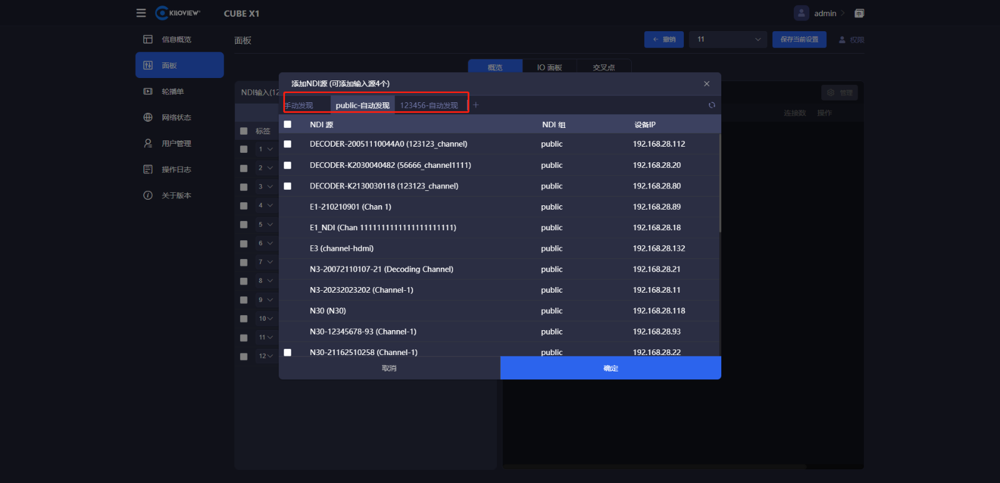 KILOVIEW
CUBE X1
admin
信息概览
面板
轮播单
网络状态
用户管理
操作日志
关于版本
面板
撤销
11
保存当前设置
权限
概览
IO 面板
交叉点
NDI输入(12
管理
连接数
操作
标签
1
2
3
4
5
6
7
8
9
10
11
12
添加NDI源 (可添加输入源4个)
手动发现
public-自动发现
123456-自动发现
NDI 源 NDI 组 设备IP
DECODER-20051110044A0 (123123_channel) public 192.168.28.112
DECODER-K2030040482 (56666_channel1111) public 192.168.28.20
DECODER-K2130030118 (123123_channel) public 192.168.28.80
E1-210210901 (Chan 1) public 192.168.28.89
E1_NDI (Chan 1111111111111111111111) public 192.168.28.18
E3 (channel-hdmi) public 192.168.28.132
N3-20072110107-21 (Decoding Channel) public 192.168.28.21
N3-20232023202 (Channel-1) public 192.168.28.11
N30 (N30) public 192.168.28.118
N30-12345678-93 (Channel-1) public 192.168.28.93
N30-21162510258 (Channel-1) public 192.168.28.22
取消
确定